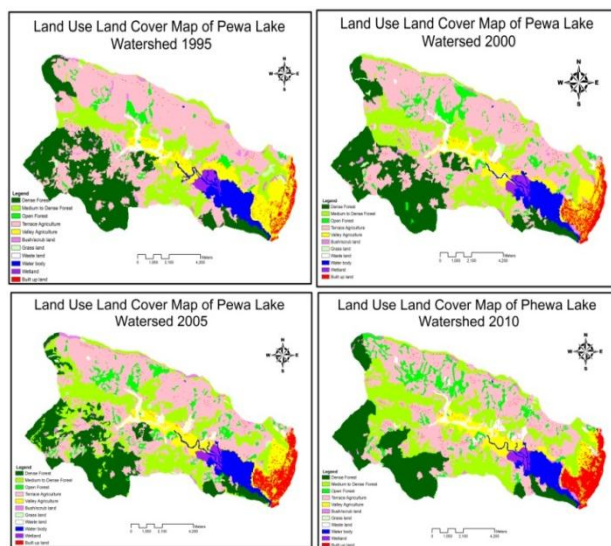 Land Use Land Cover Map of Pewa Lake
Watershed 1995
N
W E
S
Legend
Dense Forest
Medium to Dense Forest
Open Forest
Terrace Agriculture
Valley Agriculture
Bush/scrub land
Grass land
Waste land
Water body
Wetland
Built up land
Meters
Land Use Land Cover Map of Pewa Lake
Watersed 2000
N
W E
S
Legend
Dense Forest
Medium to Dense Forest
Open Forest
Terrace Agriculture
Valley Agriculture
Bush/scrub land
Grass land
Waste land
Water body
Wetland
Built up land
Meters
Land Use Land Cover Map of Pewa Lake
Watersed 2005
N
W E
S
Legend
Dense Forest
Medium to Dense Forest
Open Forest
Terrace Agriculture
Valley Agriculture
Bush/scrub land
Grass land
Waste land
Water body
Wetland
Built up land
Meters
Land Use Land Cover Map of Phewa Lake
Watershed 2010
N
W E
S
Legend
Dense Forest
Medium to Dense Forest
Open Forest
Terrace Agriculture
Valley Agriculture
Bush/scrub land
Grass land
Waste land
Water body
Wetland
Built up land
Meters